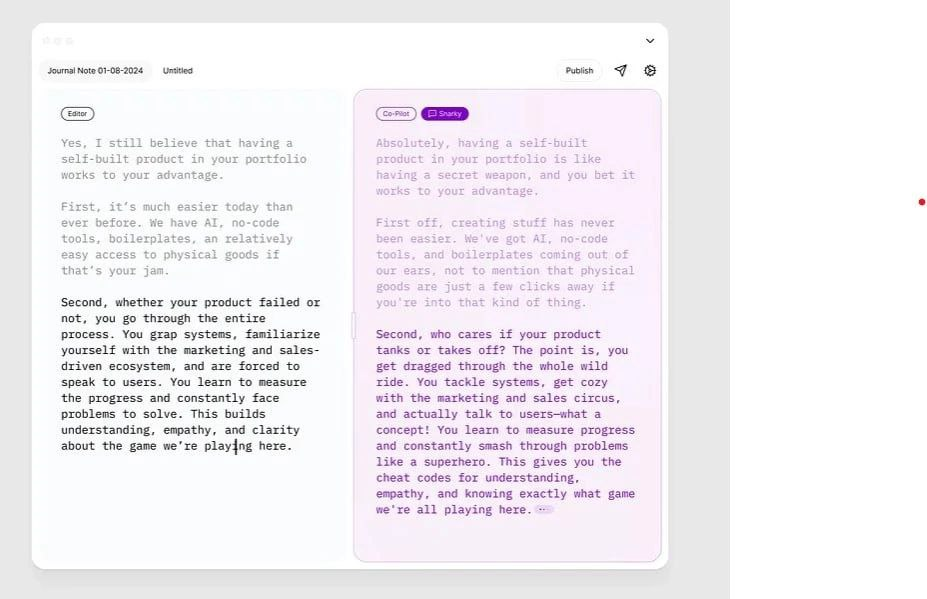 Journal Note 01-08-2024
Untitled
Publish
Editor
Yes, I still believe that having a
self-built product in your portfolio
works to your advantage.
First, it’s much easier today than
ever before. We have AI, no-code
tools, boilerplates, an relatively
easy access to physical goods if
that’s your jam.
Second, whether your product failed or
not, you go through the entire
process. You grap systems, familiarize
yourself with the marketing and sales-
driven ecosystem, and are forced to
speak to users. You learn to measure
the progress and constantly face
problems to solve. This builds
understanding, empathy, and clarity
about the game we’re playing here.
Co-Pilot
Snarky
Absolutely, having a self-built
product in your portfolio is like
having a secret weapon, and you bet it
works to your advantage.
First off, creating stuff has never
been easier. We've got AI, no-code
tools, and boilerplates coming out of
our ears, not to mention that physical
goods are just a few clicks away if
you're into that kind of thing.
Second, who cares if your product
tanks or takes off? The point is, you
get dragged through the whole wild
ride. You tackle systems, get cozy
with the marketing and sales circus,
and actually talk to users—what a
concept! You learn to measure progress
and constantly smash through problems
like a superhero. This gives you the
cheat codes for understanding,
empathy, and knowing exactly what game
we're all playing here.